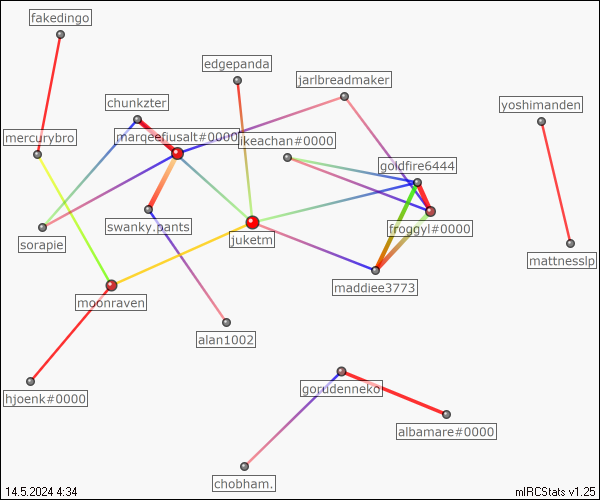 fakedingo
edgepanda
jarlbreadmaker
chunkzter
yoshimanden
mercurybro
marqeefiusalt#0000
likeachan#0000
goldfire6444
swanky.pants
froggyl#0000
sorapie
juketm
mattnesslp
maddiee3773
moonraven
alan1002
gorudenneko
hjoenk#0000
albamare#0000
chobham.
14.5.2024 4:34
mIRCStats v1.25